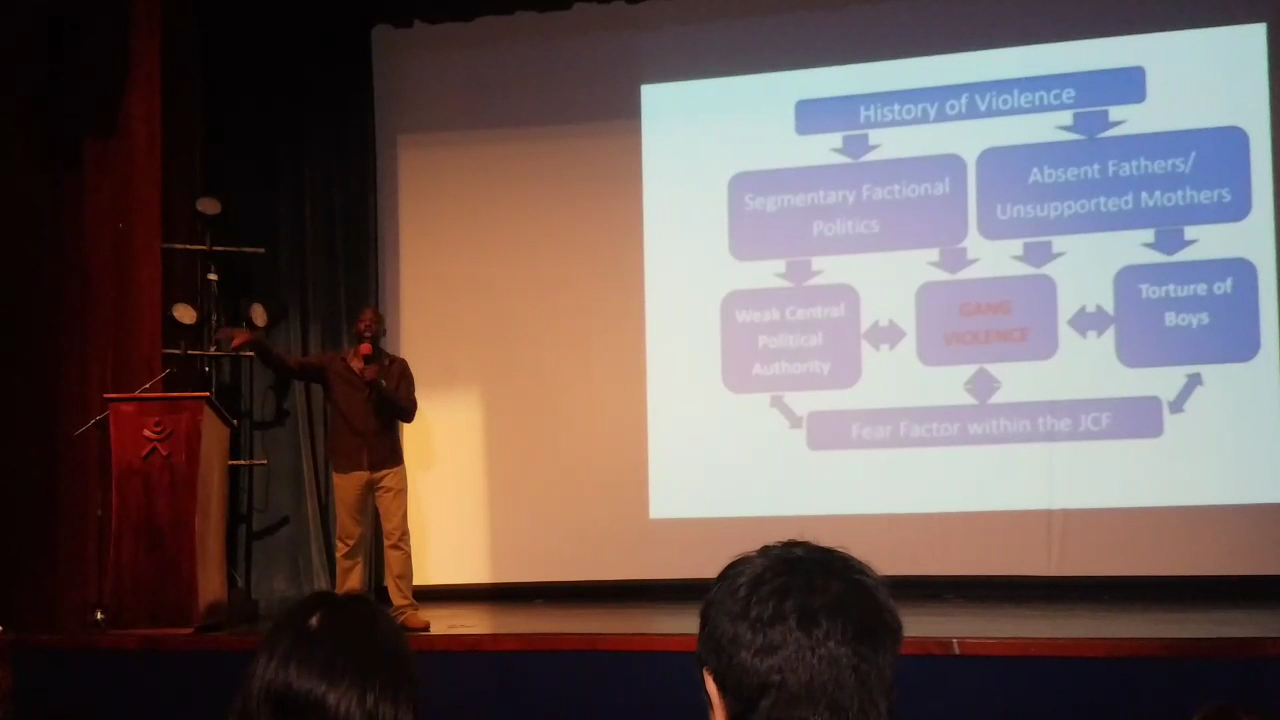 History of Violence
Segmentary Factional
Politics
Absent Fathers/
Unsupported Mothers
Weak Central
Political
Authority
GANG
VIOLENCE
Torture of
Boys
Fear Factor within the JCF